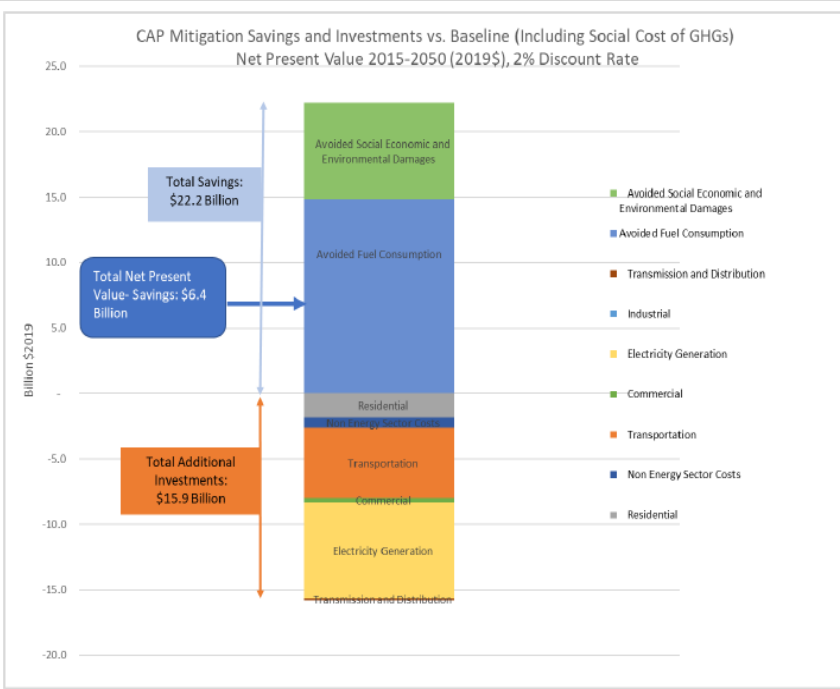 CAP Mitigation Savings and Investments vs. Baseline (Including Social Cost of GHGs)
Net Present Value 2015-2050 (2019$), 2% Discount Rate
25.0
20.0
15.0
10.0
5.0
-
-5.0
-10.0
-15.0
-20.0
Billion $2019
Total Savings:
$22.2 Billion
Total Net Present
Value- Savings: $6.4
Billion
Total Additional
Investments:
$15.9 Billion
Avoided Social Economic and
Environmental Damages
Avoided Fuel Consumption
Residential
Non Energy Sector Costs
Transportation
Commercial
Electricity Generation
Transmission and Distribution
Avoided Social Economic and
Environmental Damages
Avoided Fuel Consumption
Transmission and Distribution
Industrial
Electricity Generation
Commercial
Transportation
Non Energy Sector Costs
Residential